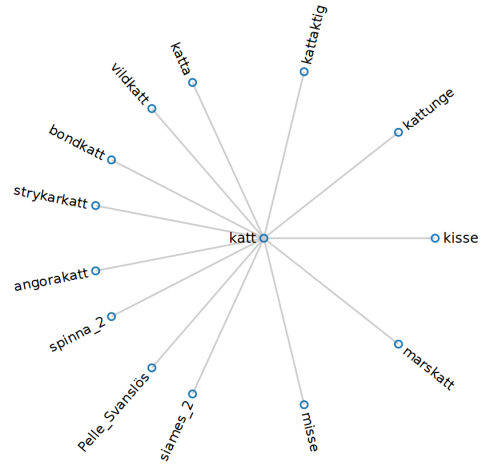 kattaktig
katta
vildkatt
kattunge
bondkatt
strykarkatt
katt
kisse
angorakatt
spinna_2
marskatt
Pelle_Svanslös
siames_2
misse